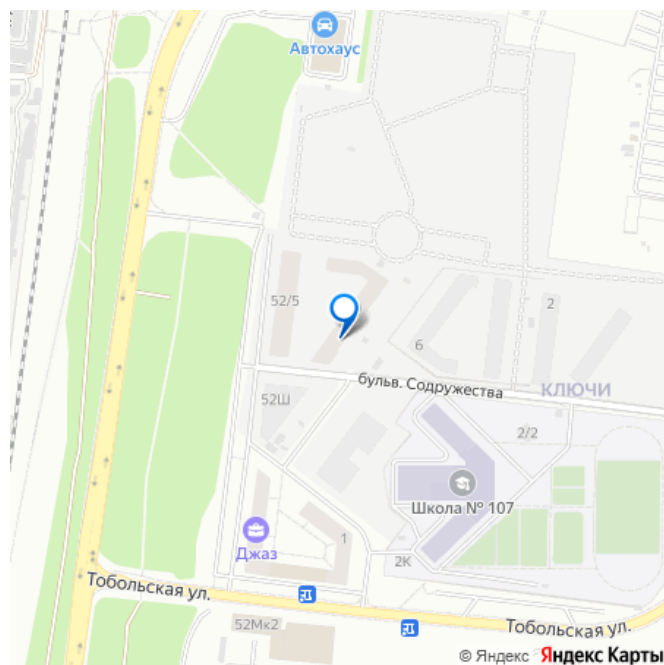 Автохаус
52/5
2
6
бульв. Содружества
КЛЮЧИ
52Ш
2/2
Школа № 107
Джаз
1
2К
Тобольская ул.
52Мк2
Тобольская ул.
© Яндекс Яндекс Карты